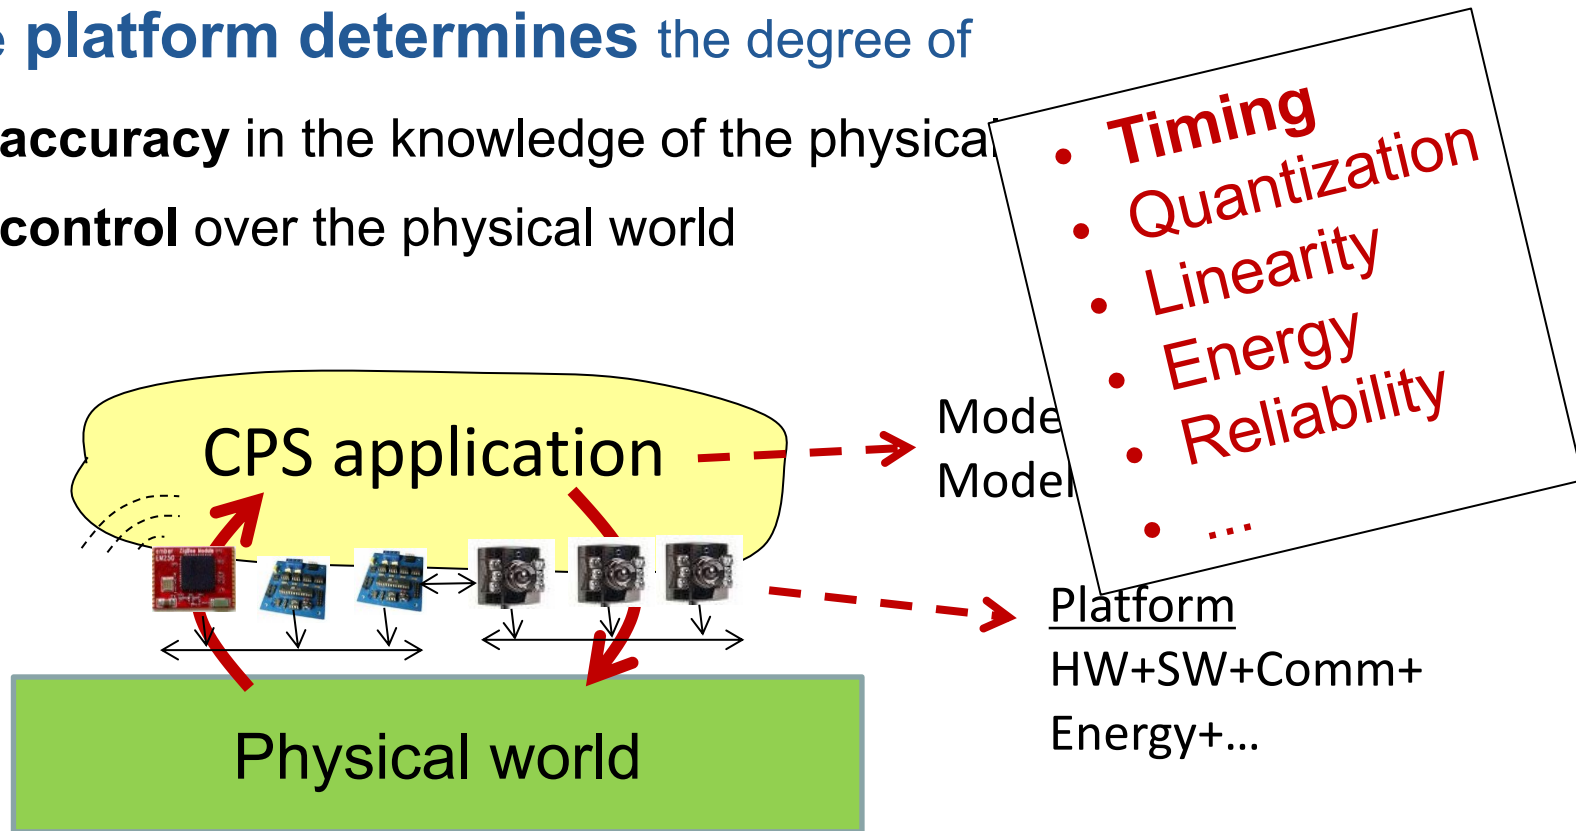 e platform determines the degree of
accuracy in the knowledge of the physical
control over the physical world
• Timing
• Quantization
• Linearity
• Energy
• Reliability
• ...
CPS application
Mode
Model
Platform
HW+SW+Comm+
Energy+...
Physical world